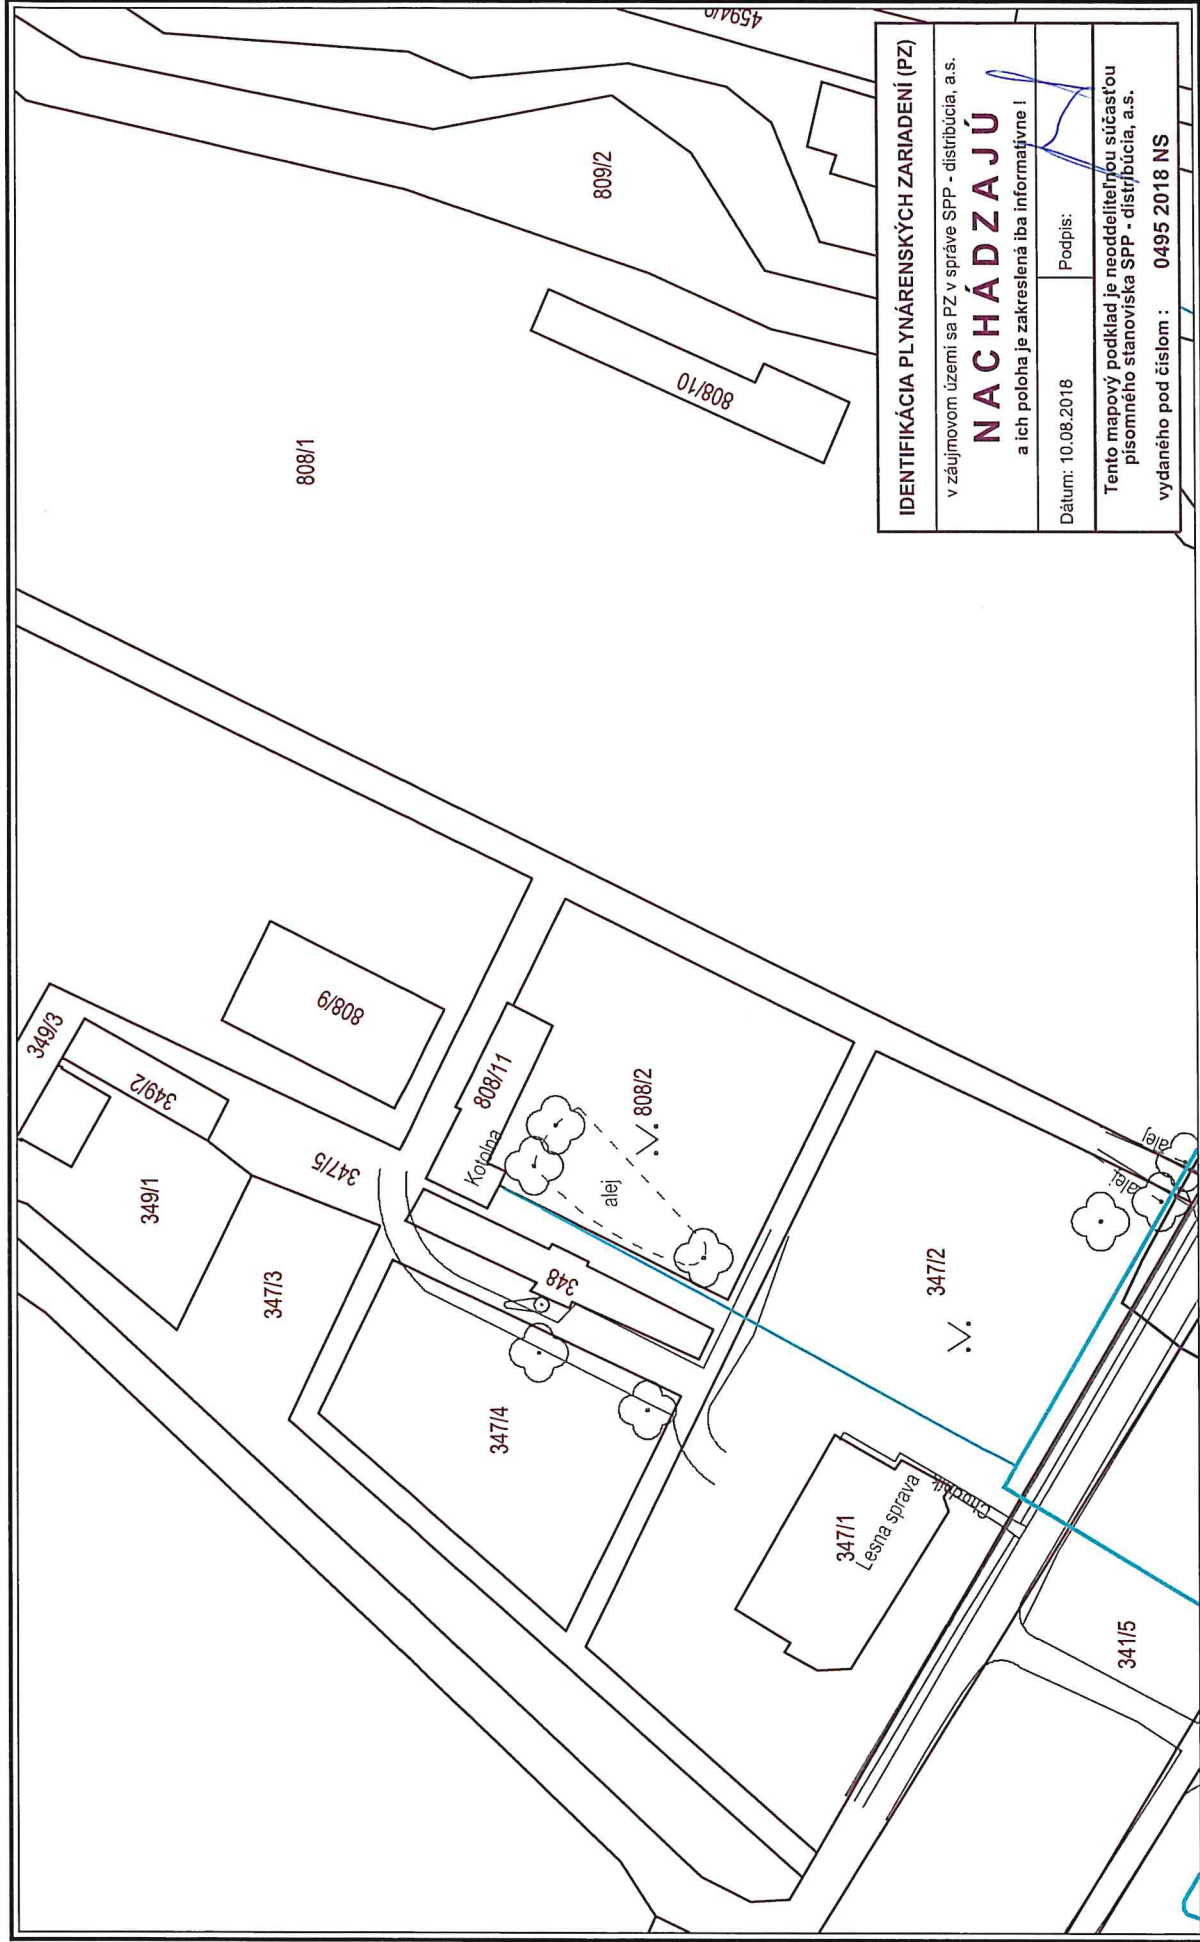 IDENTIFIKÁCIA PLYNÁRENSKÝCH ZARIADENÍ (PZ)
v záujmovom území sa PZ v správe SPP - distribúcia, a.s.
NACHÁDZAJÚ
a ich poloha je zakreslená iba informatívne !
Dátum: 10.08.2018
Podpis:
Tento mapový podklad je neoddeliteľnou súčasťou
písomného stanoviska SPP - distribúcia, a.s.
vydaného pod číslom : 0495 2018 NS
349/3
349/2
349/1
347/5
347/3
808/9
808/1
809/2
808/10
808/11
Kotolna
808/2
alej
348
347/4
347/2
alej
alej
347/1
Lesna sprava
Chodnik
341/5